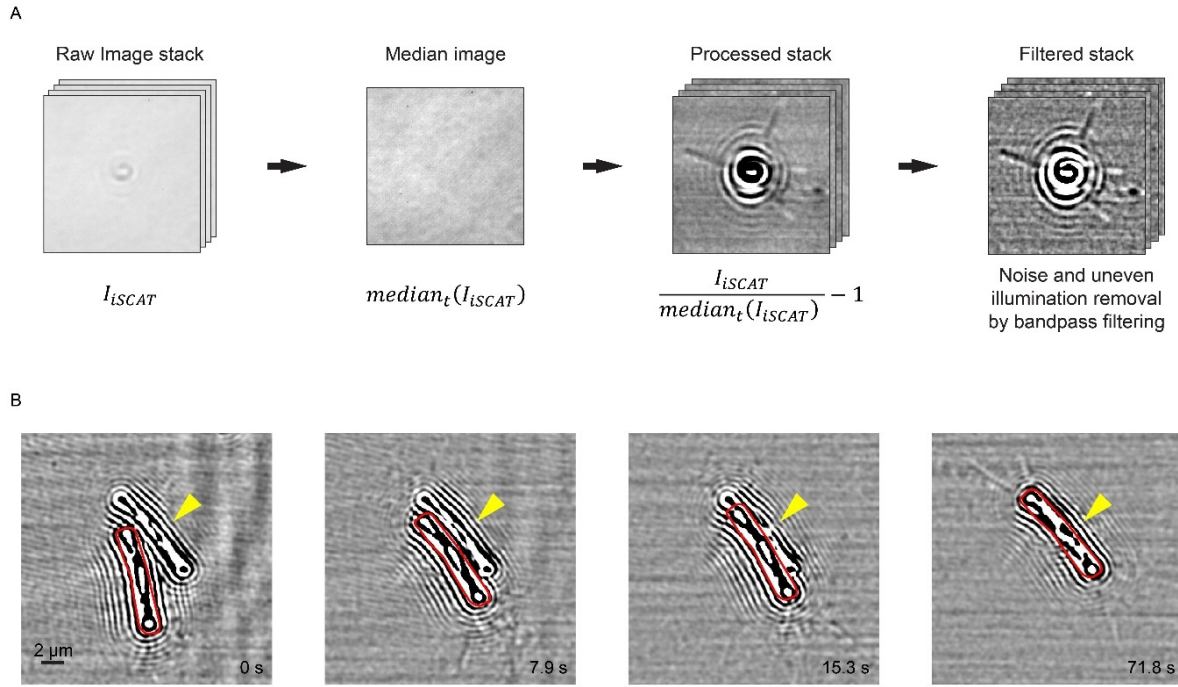 A
Raw Image stack
Median image
Processed stack
Filtered stack
I_iSCAT
median_t(I_iSCAT)
I_iSCAT
median_t(I_iSCAT) − 1
Noise and uneven
illumination removal
by bandpass filtering
B
2 µm
0 s
7.9 s
15.3 s
71.8 s